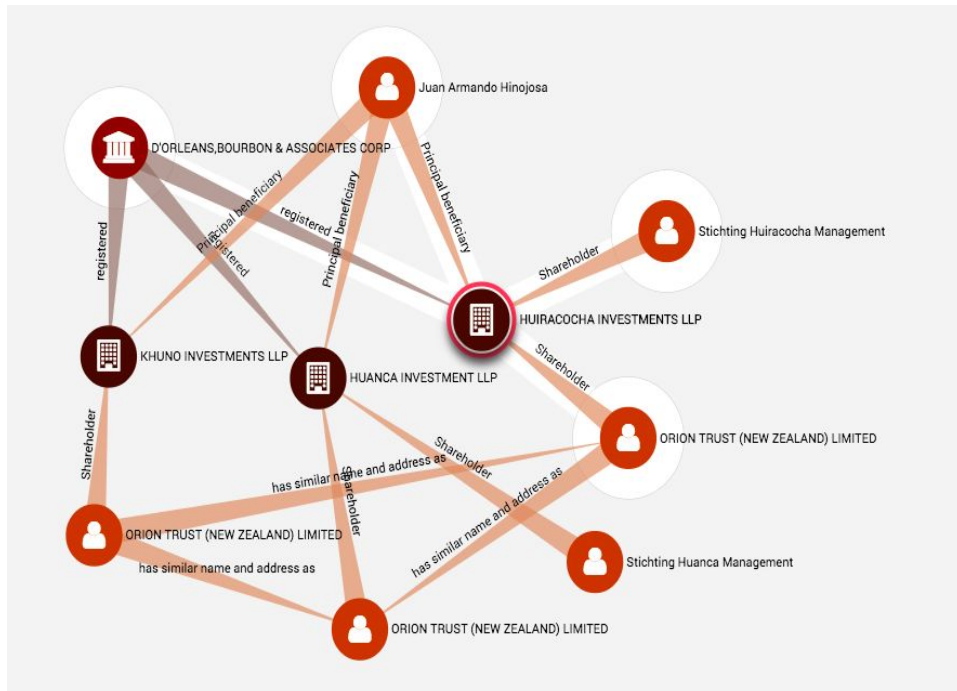 Juan Armando Hinojosa
D'ORLEANS,BOURBON & ASSOCIATES CORP
Principal beneficiary
Principal beneficiary
Principal beneficiary
registered
registered
registered
Stichting Huiracocha Management
Shareholder
HUIRACOCHA INVESTMENTS LLP
KHUNO INVESTMENTS LLP
HUANCA INVESTMENT LLP
Shareholder
Shareholder
Shareholder
Shareholder
ORION TRUST (NEW ZEALAND) LIMITED
has similar name and address as
has similar name and address as
ORION TRUST (NEW ZEALAND) LIMITED
has similar name and address as
Stichting Huanca Management
ORION TRUST (NEW ZEALAND) LIMITED